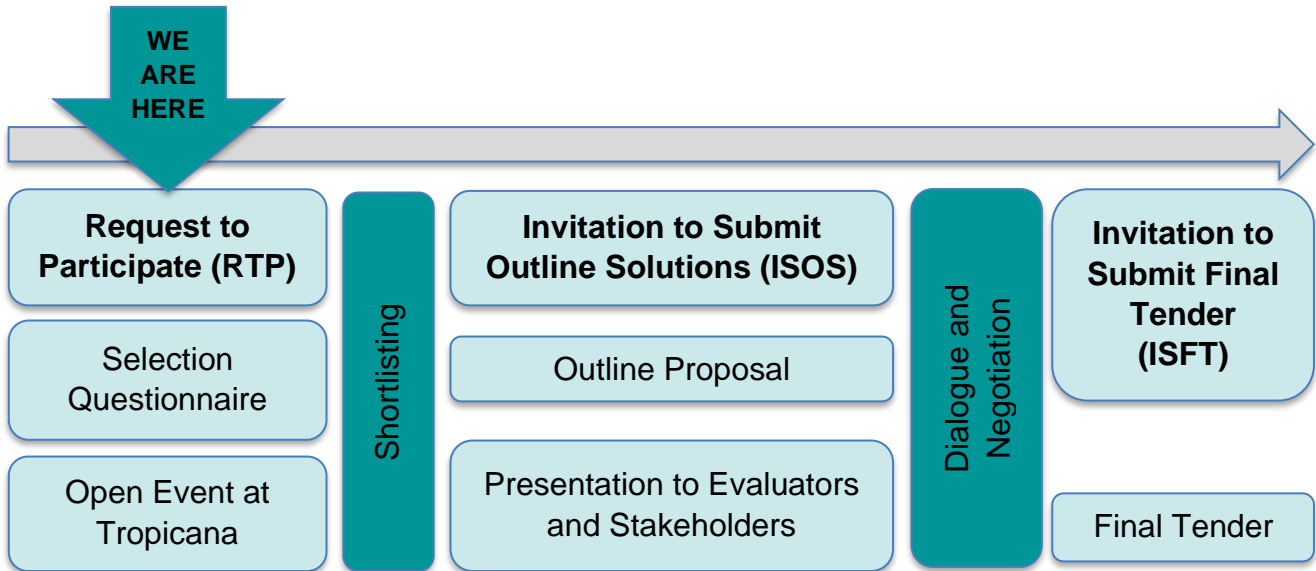 WE
ARE
HERE
Request to
Participate (RTP)
Selection
Questionnaire
Open Event at
Tropicana
Shortlisting
Invitation to Submit
Outline Solutions (ISOS)
Outline Proposal
Presentation to Evaluators
and Stakeholders
Dialogue and
Negotiation
Invitation to
Submit Final
Tender
(ISFT)
Final Tender